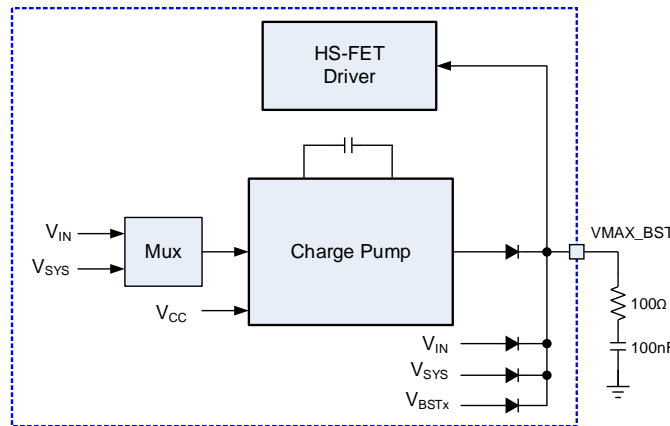 HS-FET
Driver
VIN
VSYS
Mux
Charge Pump
VCC
VMAX_BST
100Ω
100nF
VIN
VSYS
VBSTx